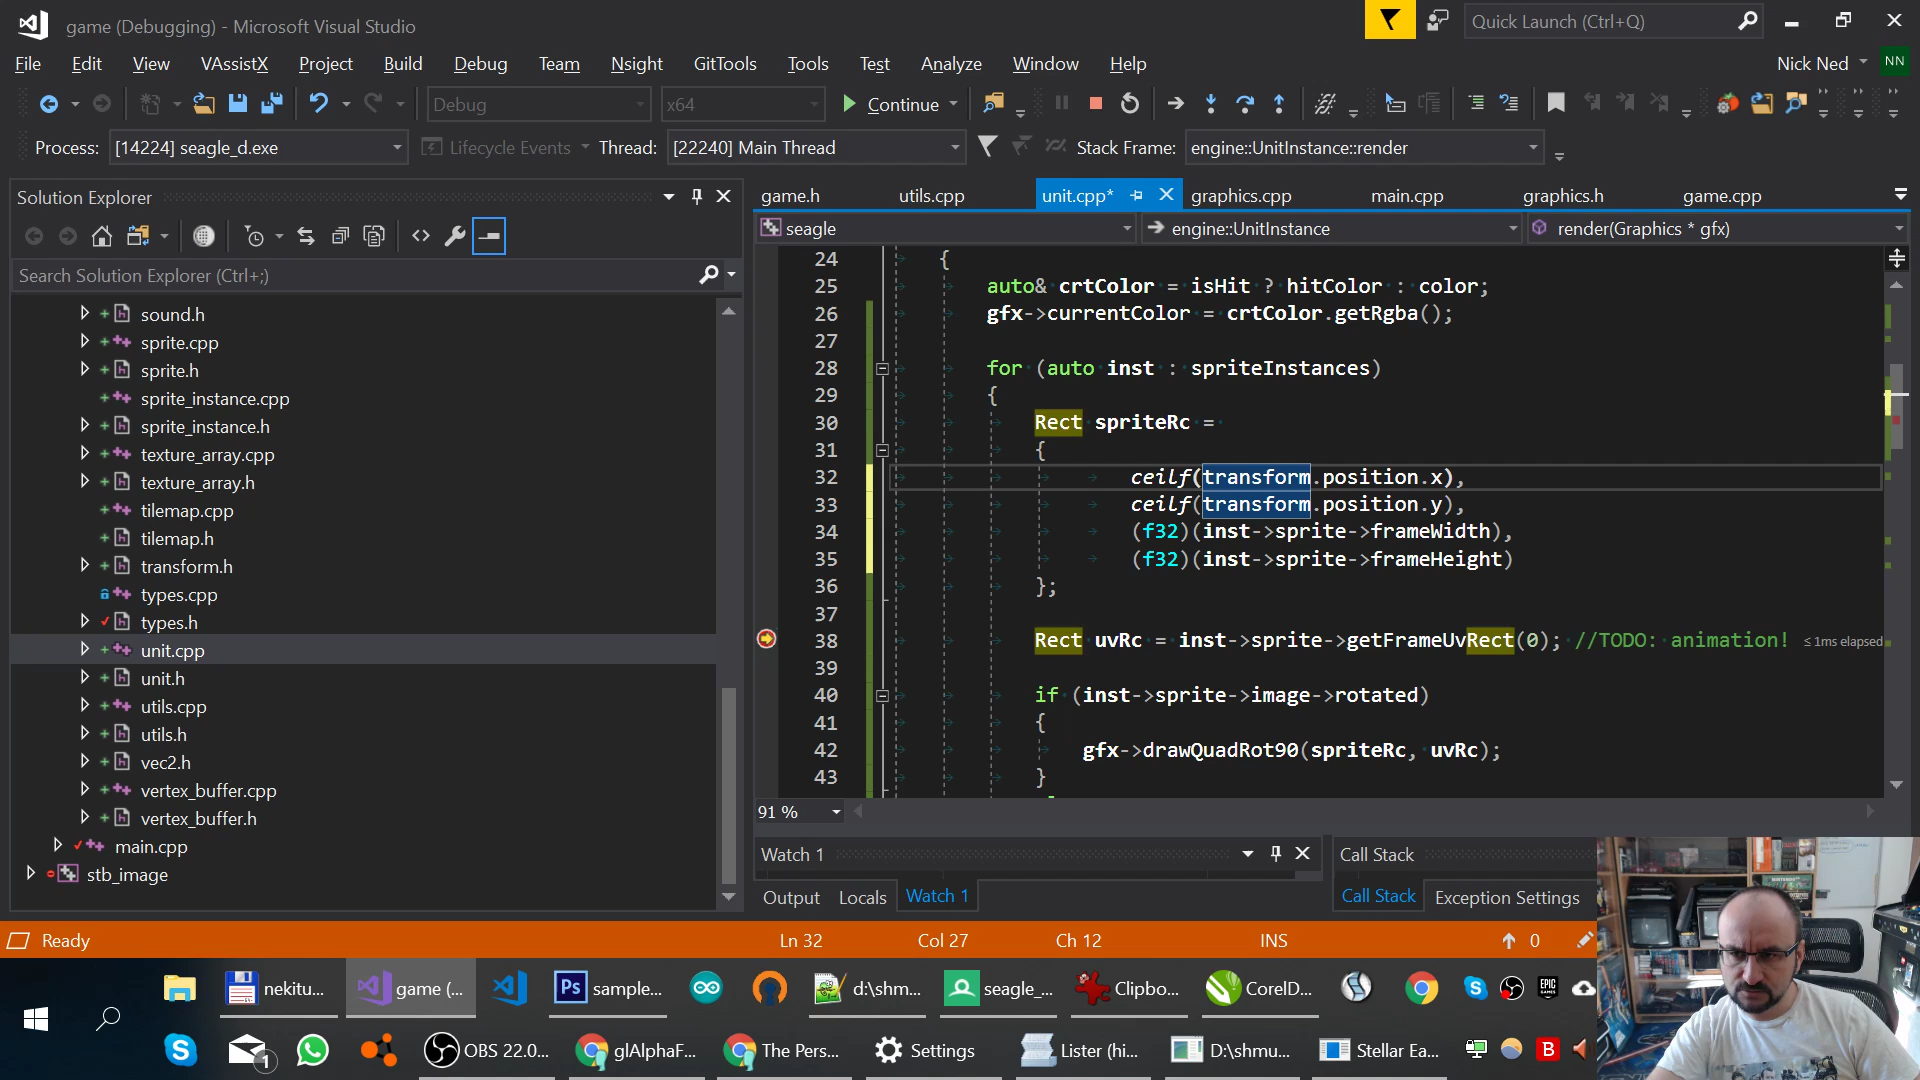 game (Debugging) - Microsoft Visual Studio
Quick Launch (Ctrl+Q)
File Edit View VAssistX Project Build Debug Team Nsight GitTools Tools Test Analyze Window Help
Nick Ned NN
Debug x64 Continue
Process: [14224] seagle_d.exe Lifecycle Events Thread: [22240] Main Thread Stack Frame: engine::UnitInstance::render
Solution Explorer
Search Solution Explorer (Ctrl+;)
sound.h
sprite.cpp
sprite.h
sprite_instance.cpp
sprite_instance.h
texture_array.cpp
texture_array.h
tilemap.cpp
tilemap.h
transform.h
types.cpp
types.h
unit.cpp
unit.h
utils.cpp
utils.h
vec2.h
vertex_buffer.cpp
vertex_buffer.h
main.cpp
stb_image
game.h utils.cpp unit.cpp* graphics.cpp main.cpp graphics.h game.cpp
seagle engine::UnitInstance render(Graphics * gfx)
24 {
25 auto& crtColor = isHit ? hitColor : color;
26 gfx->currentColor = crtColor.getRgba();
27
28 for (auto inst : spriteInstances)
29 {
30 Rect spriteRc =
31 {
32 ceilf(transform.position.x),
33 ceilf(transform.position.y),
34 (f32)(inst->sprite->frameWidth),
35 (f32)(inst->sprite->frameHeight)
36 };
37
38 Rect uvRc = inst->sprite->getFrameUvRect(0); //TODO: animation! ≤ 1ms elapsed
39
40 if (inst->sprite->image->rotated)
41 {
42 gfx->drawQuadRot90(spriteRc, uvRc);
43 }
91 %
Watch 1
Call Stack
Output Locals Watch 1
Call Stack Exception Settings
Ready Ln 32 Col 27 Ch 12 INS 0
nekitu... game (... Ps sample... d:\shm... seagle_... Clipbo... CorelD... EPIC GAMES
1 OBS 22.0... glAlphaF... The Pers... Settings Lister (hi... D:\shmu... Stellar Ea... B